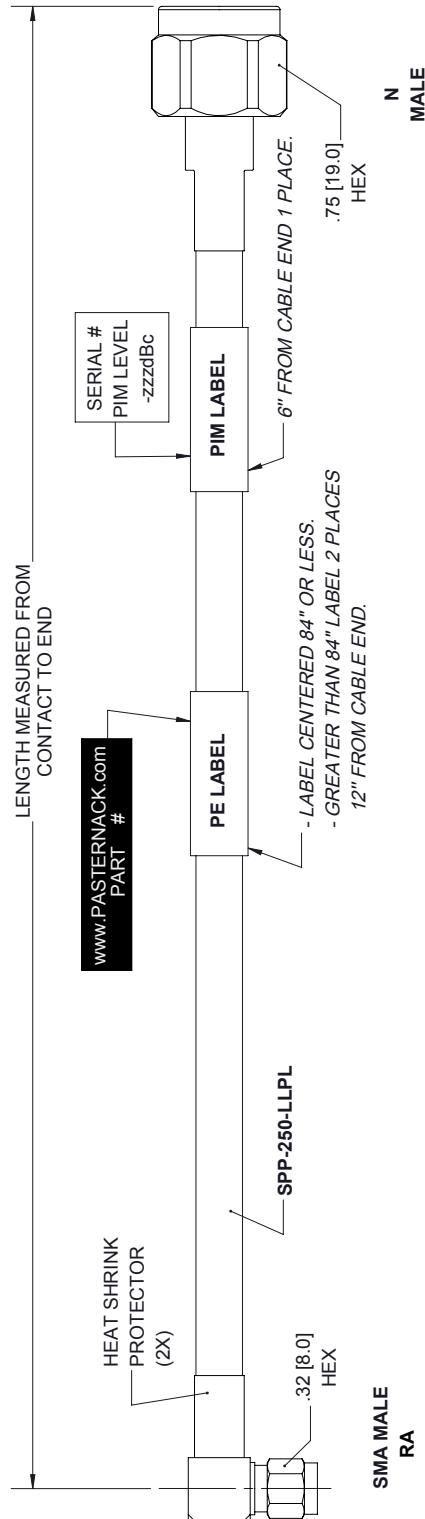 LENGTH MEASURED FROM
CONTACT TO END
HEAT SHRINK
PROTECTOR
(2X)
www.PASTERNACK.com
PART #
SERIAL #
PIM LEVEL
-zzzdBc
PE LABEL
PIM LABEL
SPP-250-LLPL
.32 [8.0]
HEX
SMA MALE
RA
- LABEL CENTERED 84" OR LESS.
- GREATER THAN 84" LABEL 2 PLACES
12" FROM CABLE END.
6" FROM CABLE END 1 PLACE.
.75 [19.0]
HEX
N
MALE